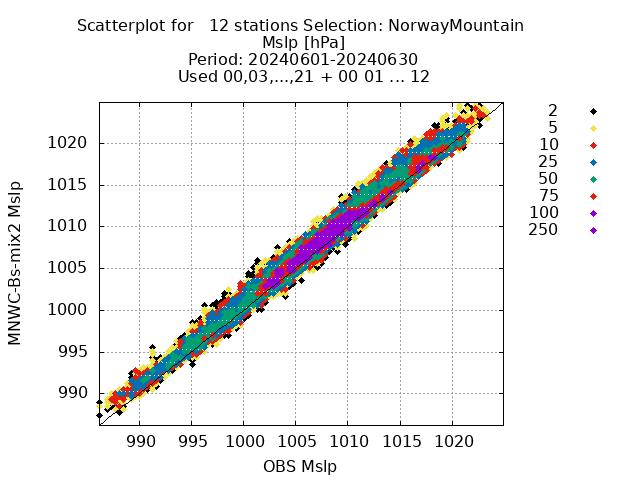 Scatterplot for   12 stations Selection: NorwayMountain
Mslp [hPa]
Period: 20240601-20240630
Used 00,03,...,21 + 00 01 ... 12
2
5
10
25
50
75
100
250
1020
1015
1010
1005
1000
995
990
MNWC-Bs-mix2 Mslp
990 995 1000 1005 1010 1015 1020
OBS Mslp